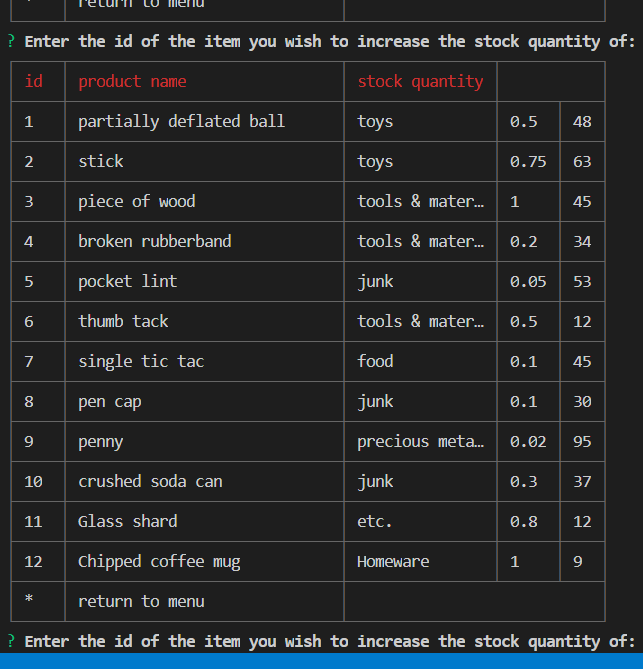 * return to menu
? Enter the id of the item you wish to increase the stock quantity of:
id product name stock quantity
1 partially deflated ball toys 0.5 48
2 stick toys 0.75 63
3 piece of wood tools & mater… 1 45
4 broken rubberband tools & mater… 0.2 34
5 pocket lint junk 0.05 53
6 thumb tack tools & mater… 0.5 12
7 single tic tac food 0.1 45
8 pen cap junk 0.1 30
9 penny precious meta… 0.02 95
10 crushed soda can junk 0.3 37
11 Glass shard etc. 0.8 12
12 Chipped coffee mug Homeware 1 9
* return to menu
? Enter the id of the item you wish to increase the stock quantity of: